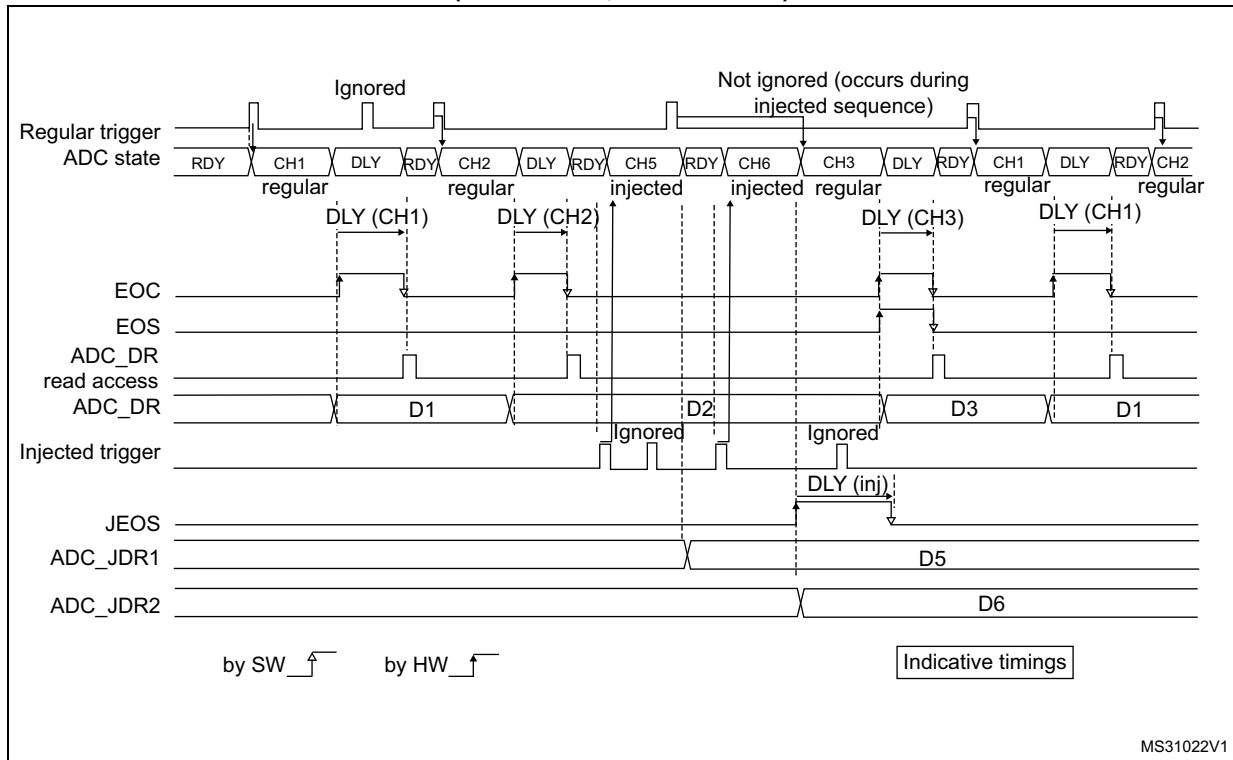 Ignored
Not ignored (occurs during
injected sequence)
Regular trigger
ADC state
RDY CH1 DLY RDY CH2 DLY RDY CH5 RDY CH6 CH3 DLY RDY CH1 DLY RDY CH2
regular regular injected injected regular regular regular
DLY (CH1) DLY (CH2) DLY (CH3) DLY (CH1)
EOC
EOS
ADC_DR
read access
ADC_DR D1 D2 D3 D1
Ignored Ignored
Injected trigger
DLY (inj)
JEOS
ADC_JDR1 D5
ADC_JDR2 D6
by SW by HW Indicative timings
MS31022V1